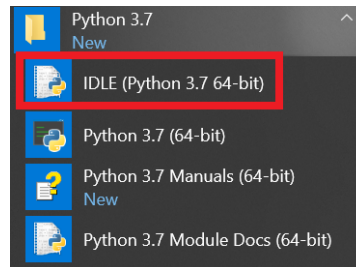 Python 3.7
New
IDLE (Python 3.7 64-bit)
Python 3.7 (64-bit)
Python 3.7 Manuals (64-bit)
New
Python 3.7 Module Docs (64-bit)